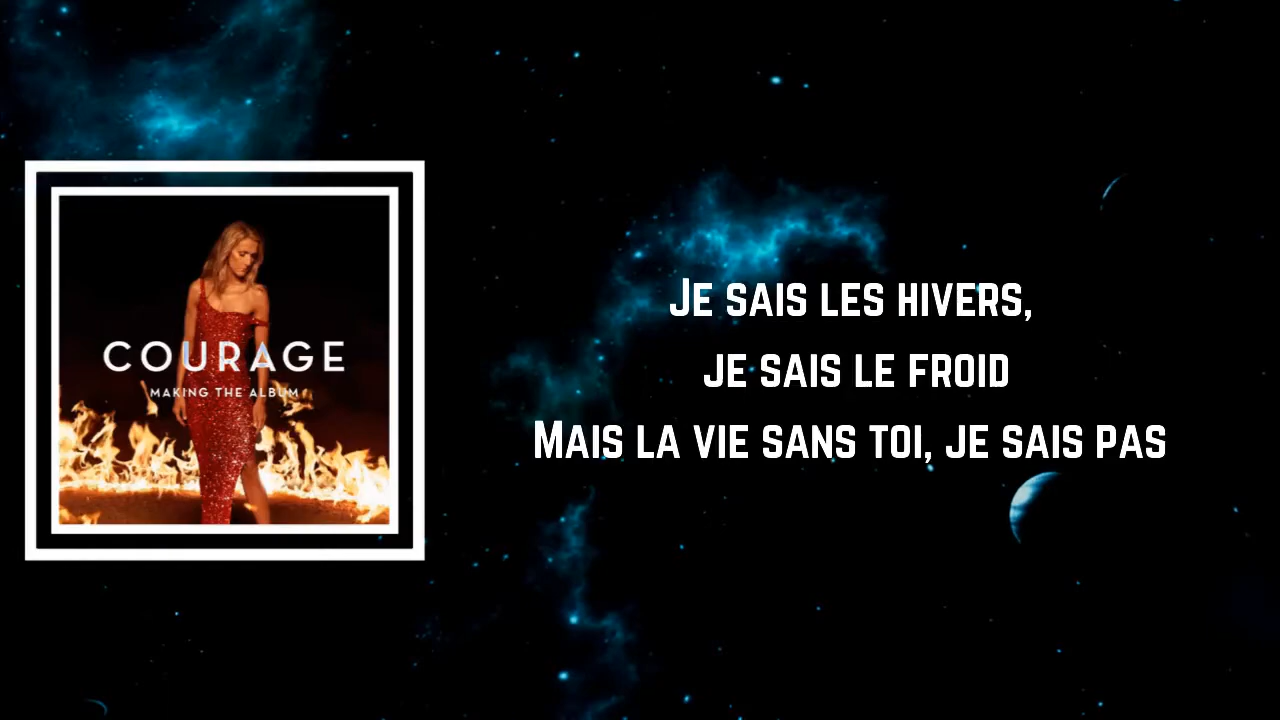 COURAGE
MAKING THE ALBUM
Je sais les hivers,
je sais le froid
Mais la vie sans toi, je sais pas